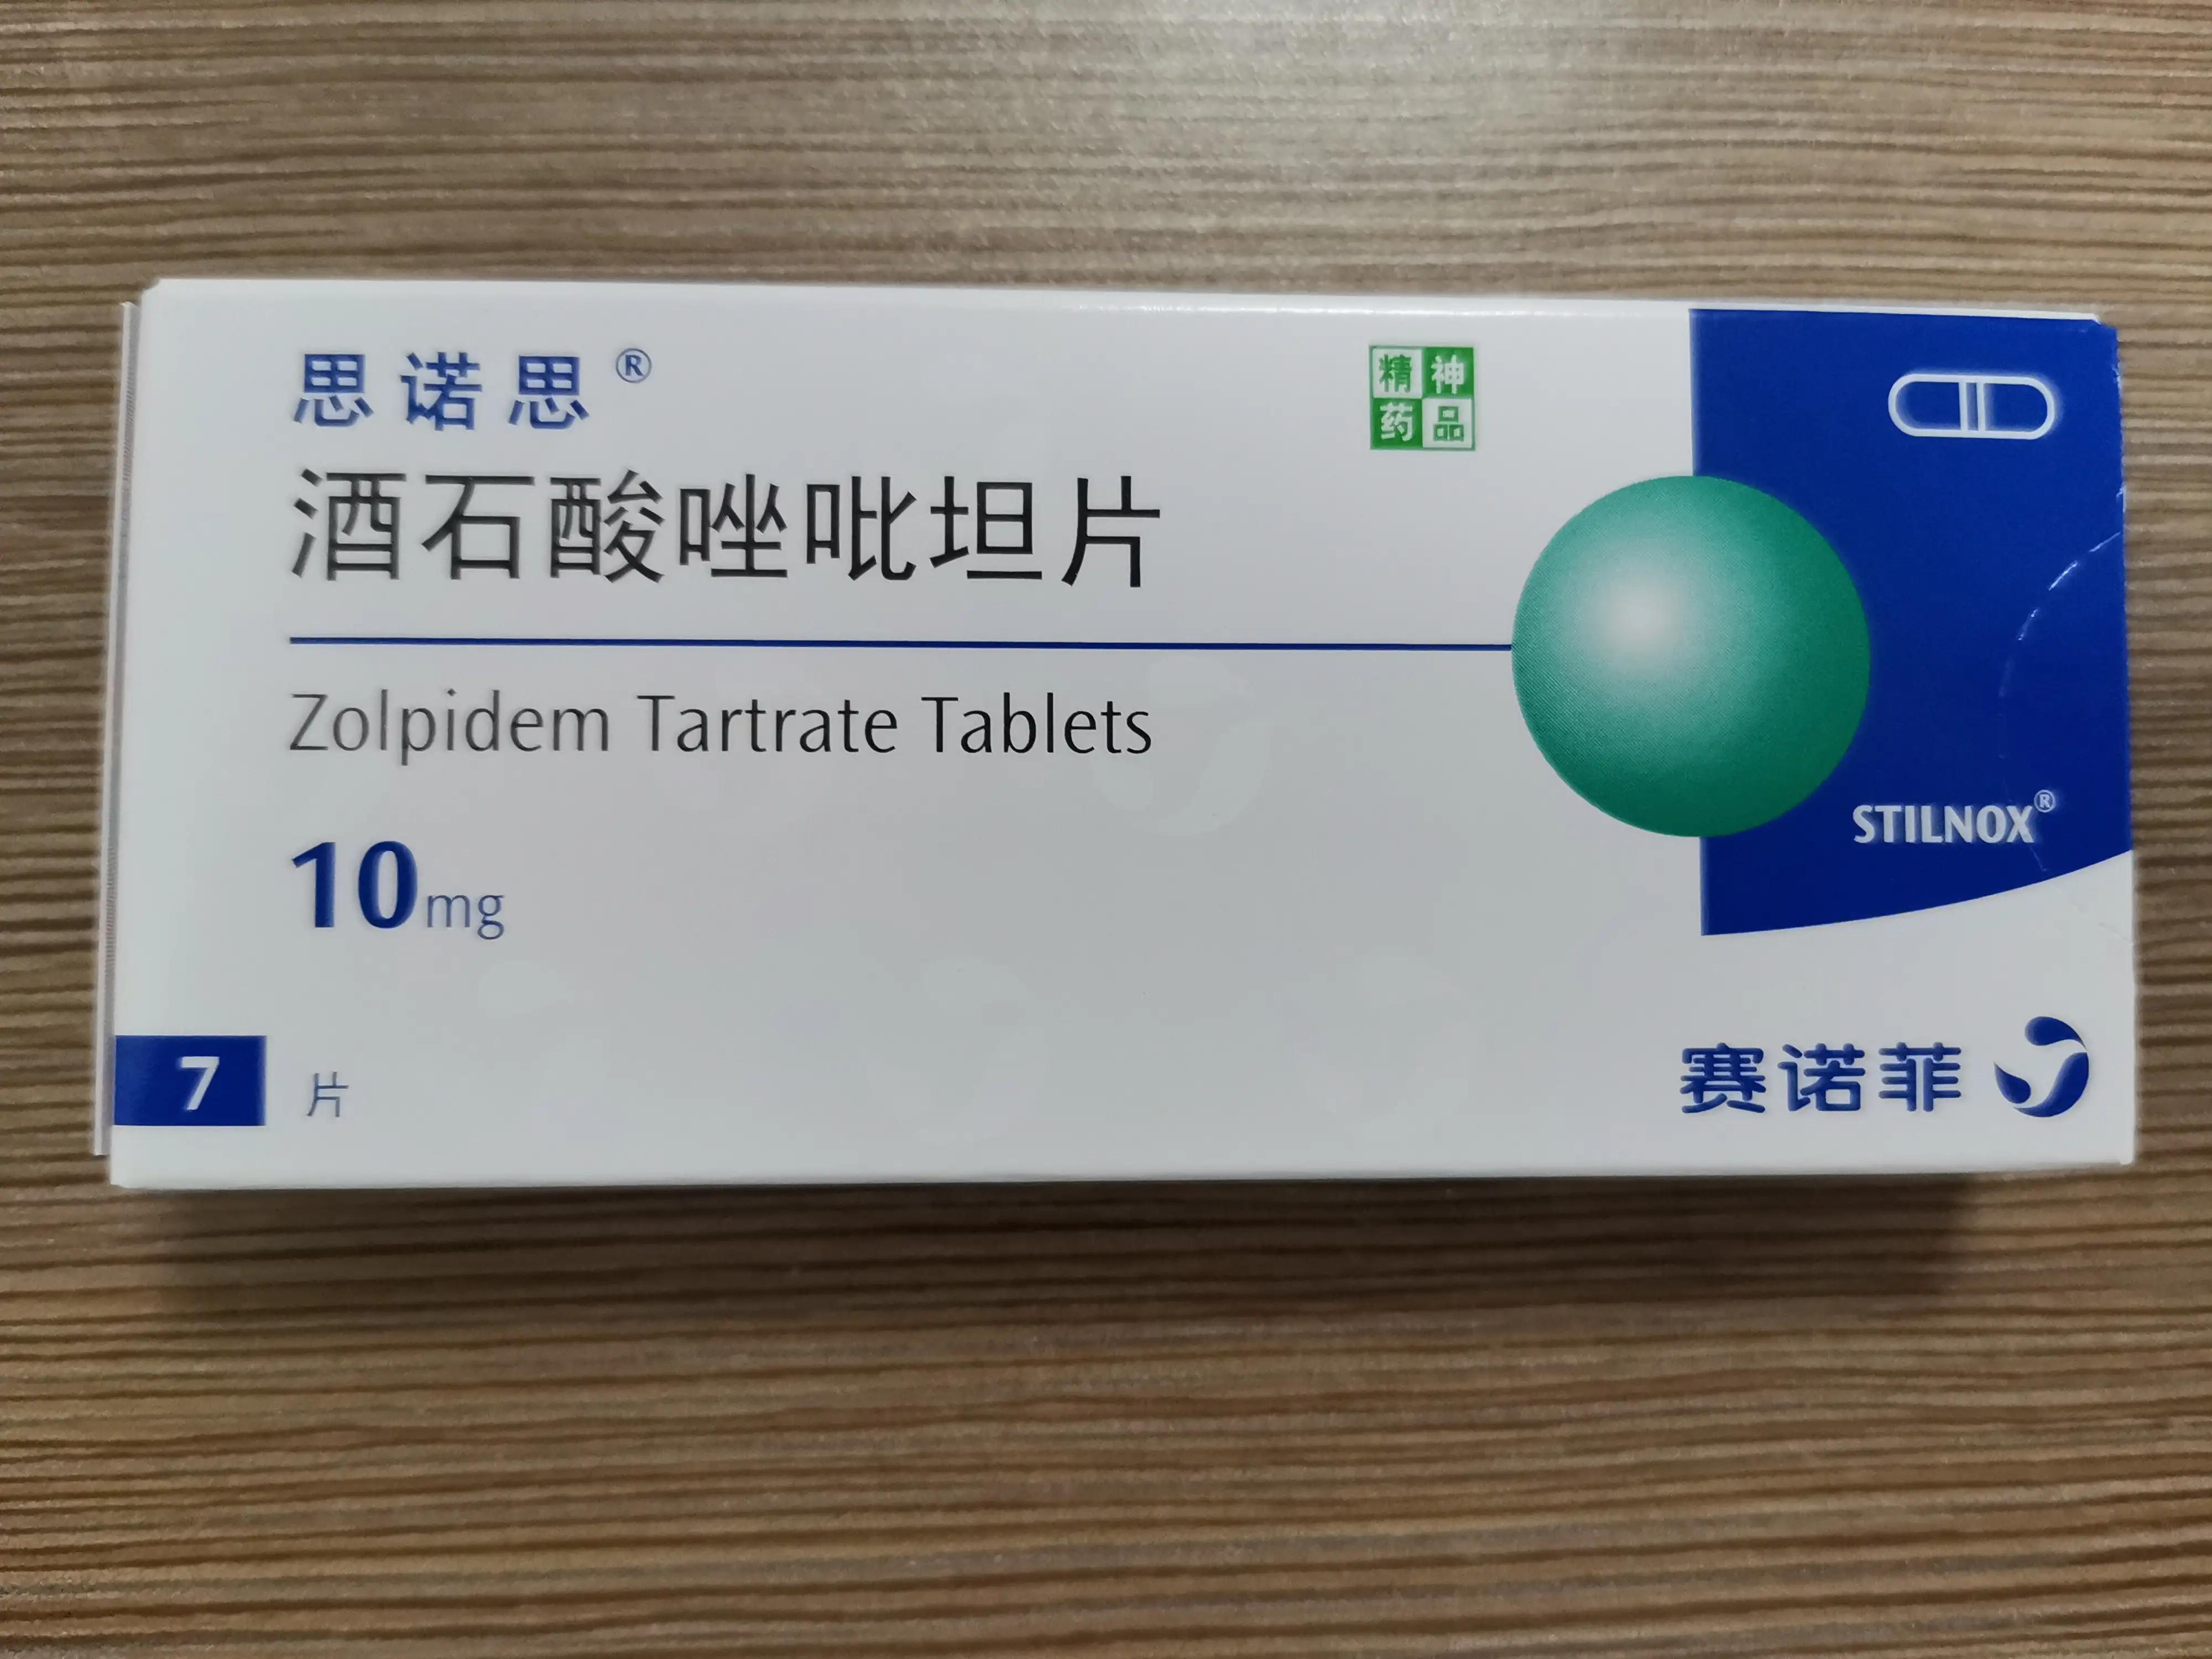 思诺思®
精神
药品
酒石酸唑吡坦片
Zolpidem Tartrate Tablets
STILNOX®
10mg
7 片
赛诺菲